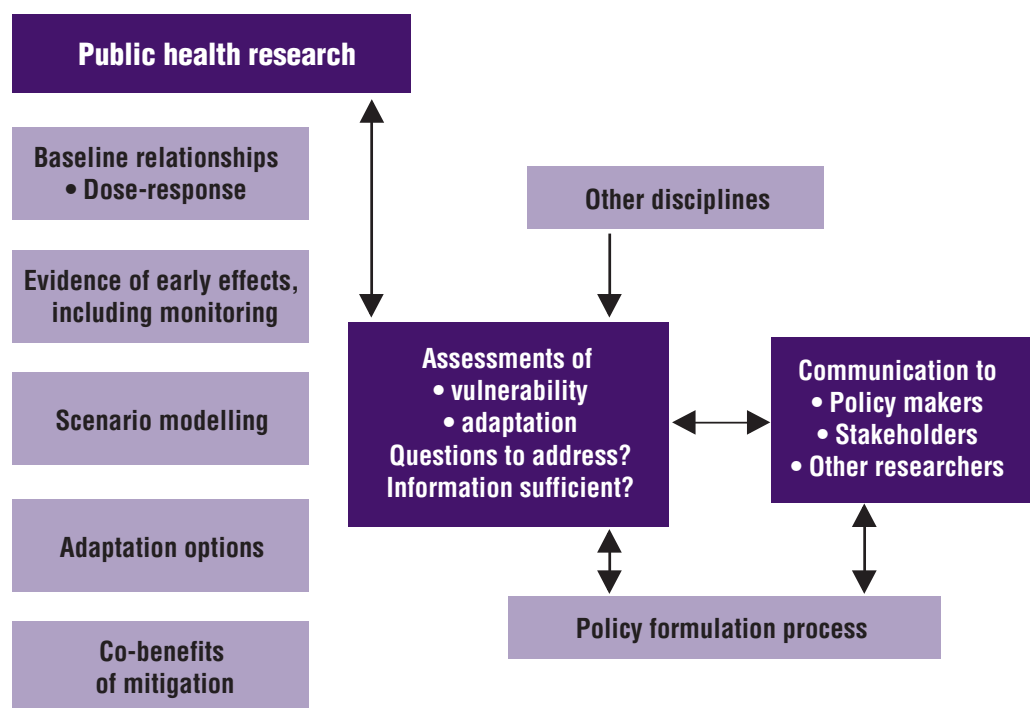 Public health research
Baseline relationships
• Dose-response
Evidence of early effects,
including monitoring
Scenario modelling
Adaptation options
Co-benefits
of mitigation
Other disciplines
Assessments of
• vulnerability
• adaptation
Questions to address?
Information sufficient?
Communication to
• Policy makers
• Stakeholders
• Other researchers
Policy formulation process